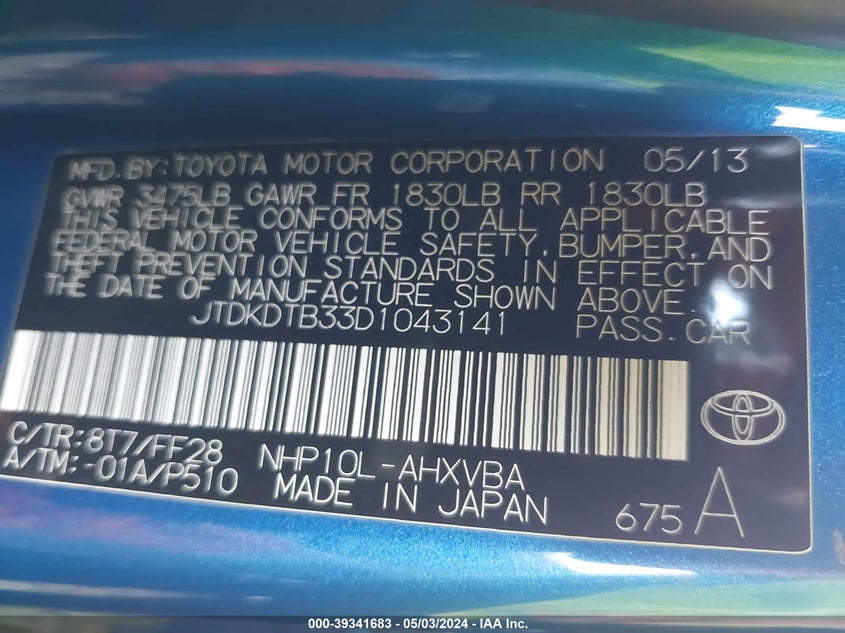 MFD.BY:TOYOTA MOTOR CORPORATION 05/13
GVWR 3475LB GAWR FR 1830LB RR 1830LB
THIS VEHICLE CONFORMS TO ALL APPLICABLE
FEDERAL MOTOR VEHICLE SAFETY,BUMPER,AND
THEFT PREVENTION STANDARDS IN EFFECT ON
THE DATE OF MANUFACTURE SHOWN ABOVE.
JTDKDTB33D1043141 PASS.CAR
C/TR:8T7/FF28 NHP10L-AHXVBA
A/TM:-01A/P510 MADE IN JAPAN
675 A
000-39341683 - 05/03/2024 - IAA Inc.